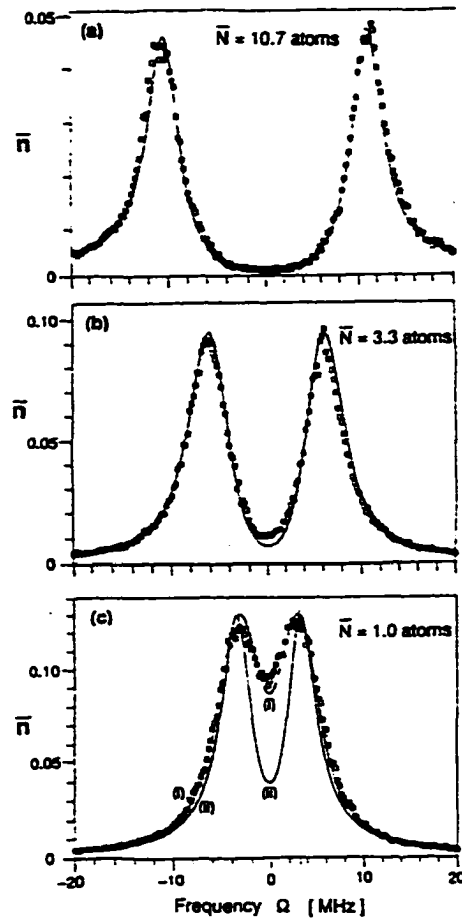 0.05
(a)
N̄ = 10.7 atoms
n̄
0
0.10
(b)
N̄ = 3.3 atoms
n̄
0.05
0
(c)
N̄ = 1.0 atoms
0.10
(i)
n̄
0.05
(i)
(ii)
(ii)
0
-20
-10
0
10
20
Frequency Ω [MHz]